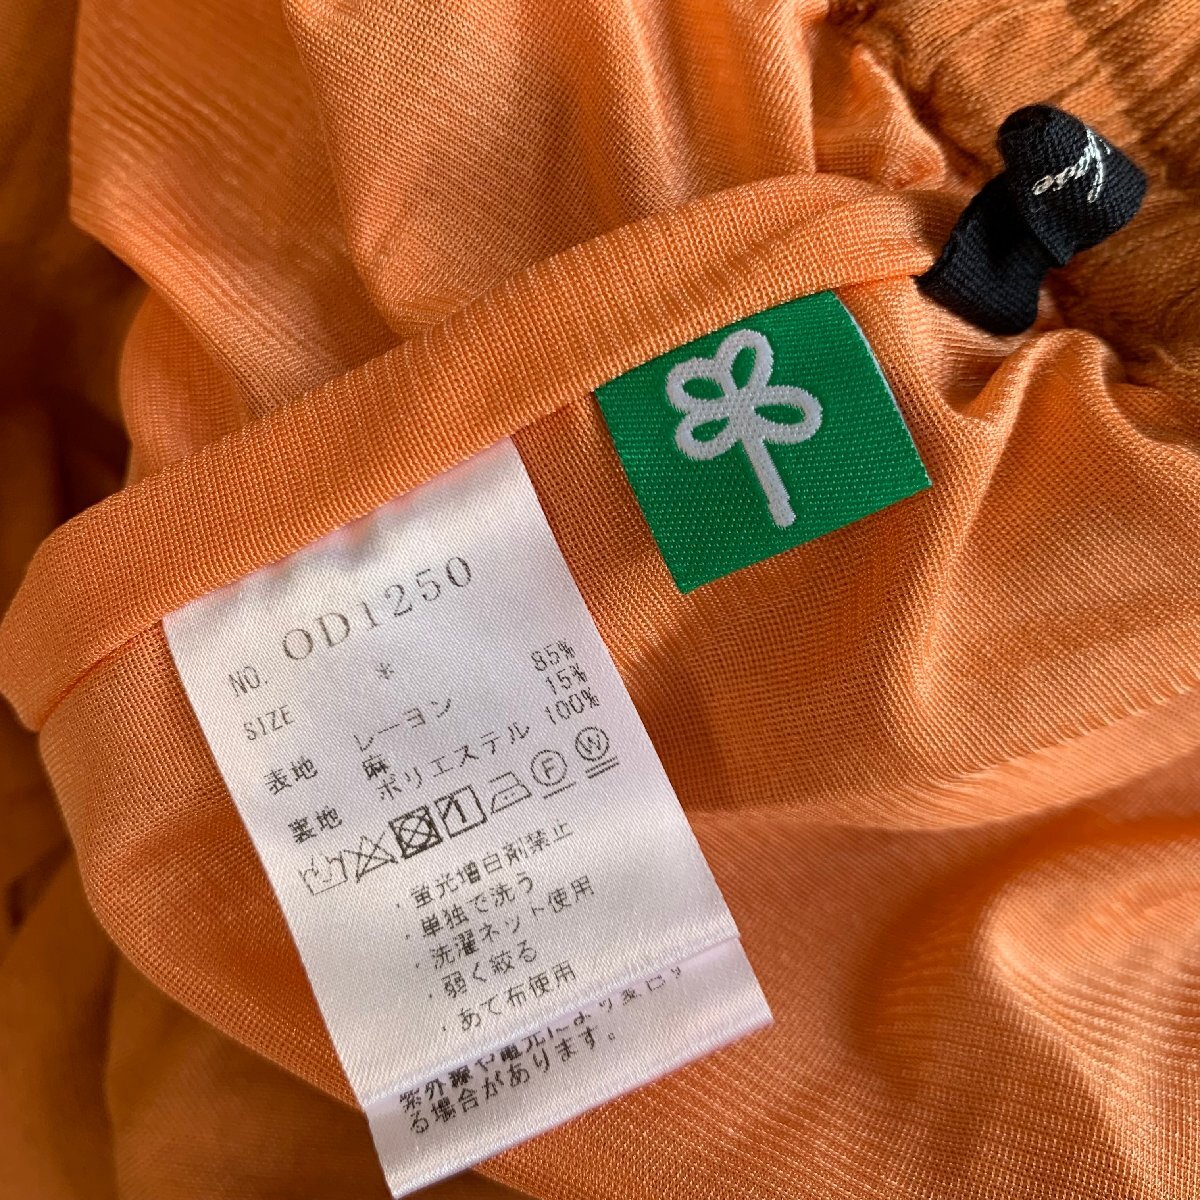 NO. OD1250
SIZE *
表地 レーヨン 85%
麻 15%
裏地 ポリエステル 100%
F W
・蛍光増白剤禁止
・単独で洗う
・洗濯ネット使用
・弱く絞る
・あて布使用
紫外線や電光により変色す
る場合があります。